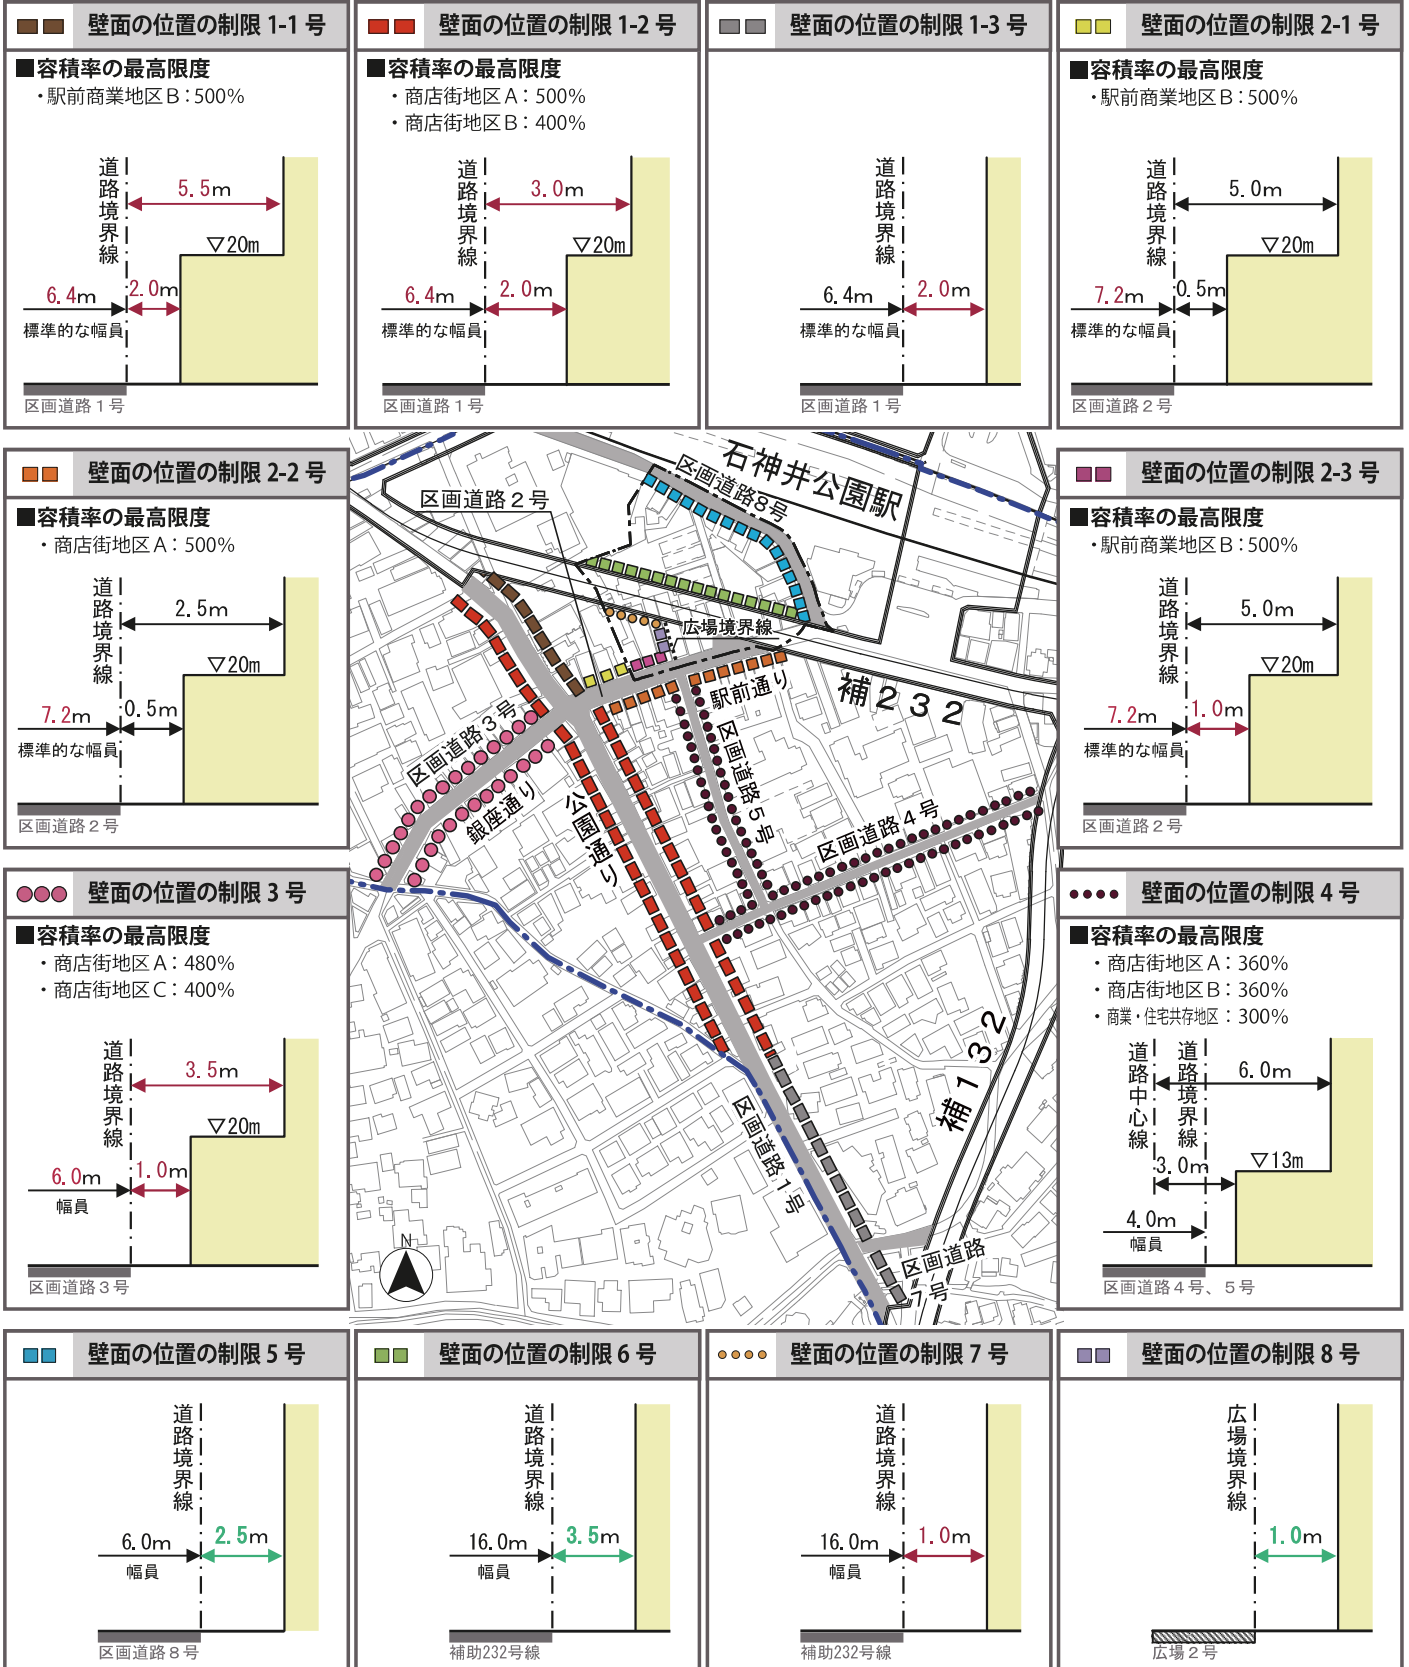 壁面の位置の制限 1-1 号
■容積率の最高限度
・駅前商業地区Ｂ：500%
道路境界線
5.5m
▽20m
6.4m
2.0m
標準的な幅員
区画道路１号
壁面の位置の制限 1-2 号
■容積率の最高限度
・商店街地区Ａ：500%
・商店街地区Ｂ：400%
道路境界線
3.0m
▽20m
6.4m
2.0m
標準的な幅員
区画道路１号
壁面の位置の制限 1-3 号
道路境界線
6.4m
2.0m
標準的な幅員
区画道路１号
壁面の位置の制限 2-1 号
■容積率の最高限度
・駅前商業地区Ｂ：500%
道路境界線
5.0m
▽20m
7.2m
0.5m
標準的な幅員
区画道路２号
壁面の位置の制限 2-2 号
■容積率の最高限度
・商店街地区Ａ：500%
道路境界線
2.5m
▽20m
7.2m
0.5m
標準的な幅員
区画道路２号
石神井公園駅
区画道路8号
区画道路２号
広場境界線
駅前通り
補２３２
区画道路３号
銀座通り
公園通り
区画道路５号
区画道路４号
補１３２
区画道路１号
区画道路
７号
N
壁面の位置の制限 2-3 号
■容積率の最高限度
・駅前商業地区Ｂ：500%
道路境界線
5.0m
▽20m
7.2m
1.0m
標準的な幅員
区画道路２号
壁面の位置の制限 3 号
■容積率の最高限度
・商店街地区Ａ：480%
・商店街地区Ｃ：400%
道路境界線
3.5m
▽20m
6.0m
1.0m
幅員
区画道路３号
壁面の位置の制限 4 号
■容積率の最高限度
・商店街地区Ａ：360%
・商店街地区Ｂ：360%
・商業・住宅共存地区：300%
道路中心線
道路境界線
6.0m
▽13m
3.0m
4.0m
幅員
区画道路４号、５号
壁面の位置の制限 5 号
道路境界線
6.0m
2.5m
幅員
区画道路８号
壁面の位置の制限 6 号
道路境界線
16.0m
3.5m
幅員
補助232号線
壁面の位置の制限 7 号
道路境界線
16.0m
1.0m
幅員
補助232号線
壁面の位置の制限 8 号
広場境界線
1.0m
広場２号